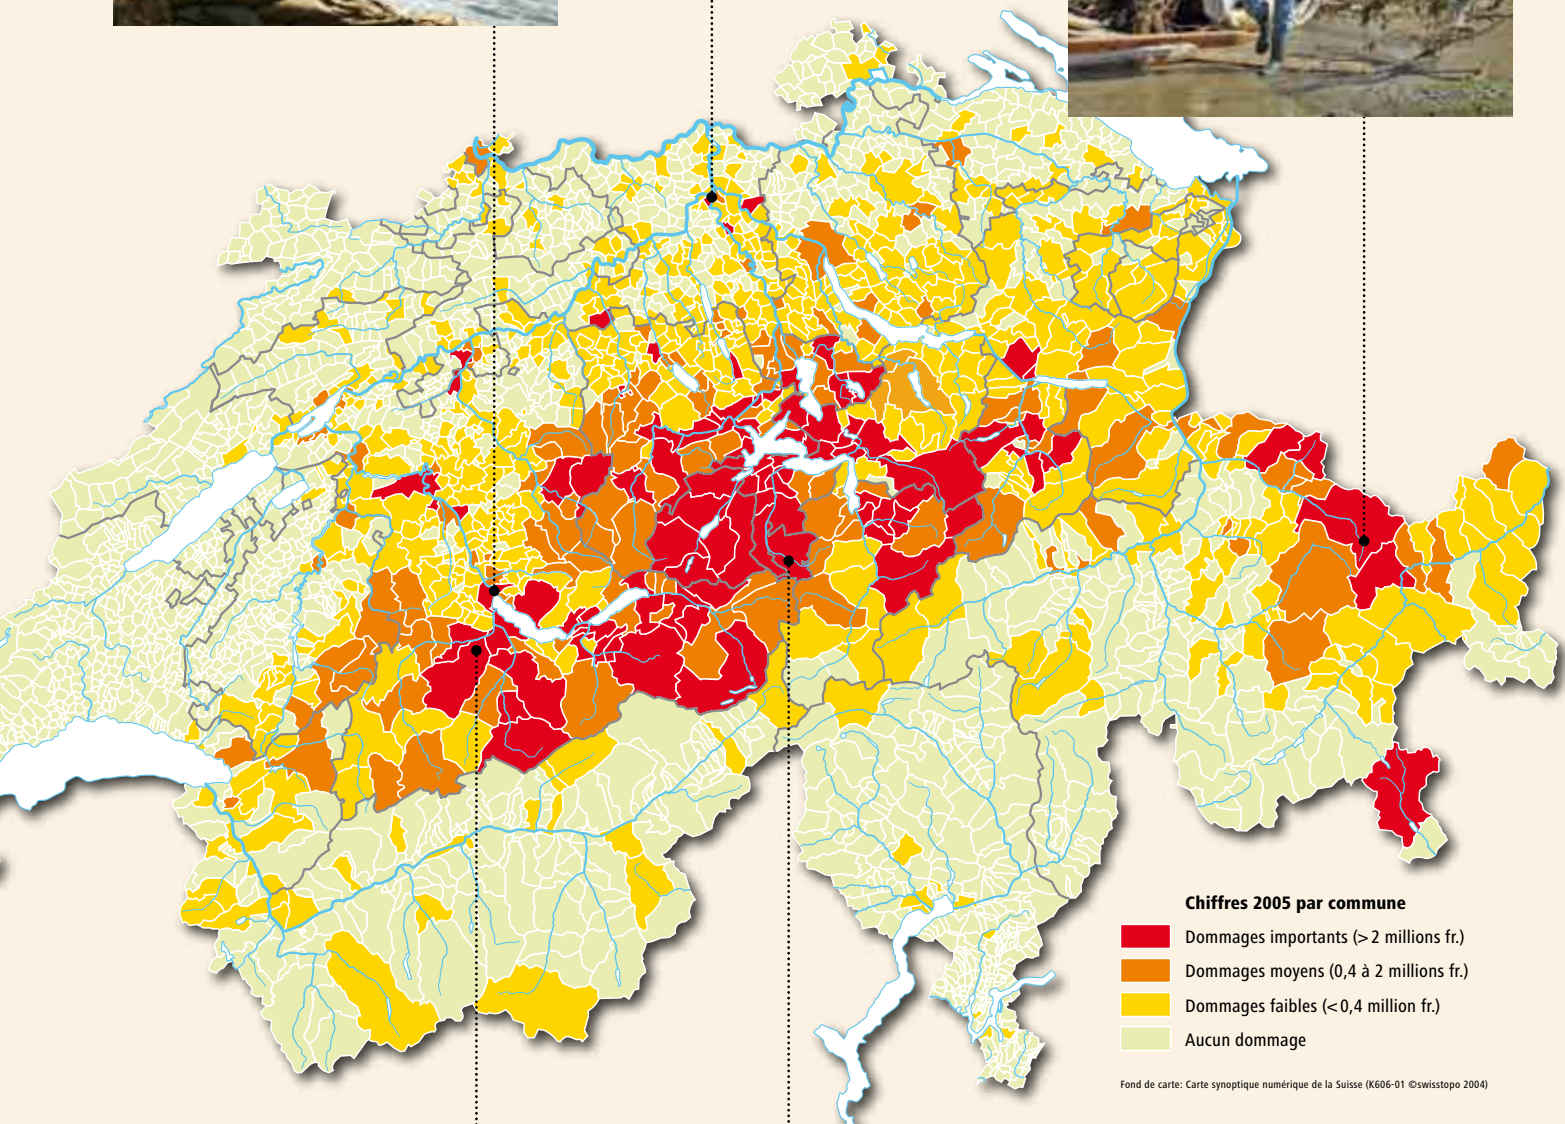 Chiffres 2005 par commune
Dommages importants (> 2 millions fr.)
Dommages moyens (0,4 à 2 millions fr.)
Dommages faibles (< 0,4 million fr.)
Aucun dommage
Fond de carte: Carte synoptique numérique de la Suisse (K606-01 ©swisstopo 2004)